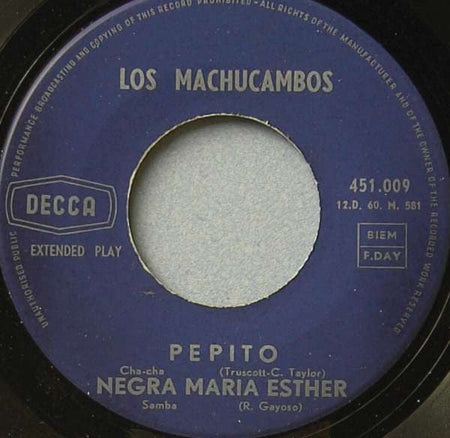 UNAUTHORISED PUBLIC PERFORMANCE BROADCASTING AND COPYING OF THIS RECORD PROHIBITED - ALL RIGHTS OF THE MANUFACTURER AND OF THE OWNER OF THE RECORDED WORK RESERVED
LOS MACHUCAMBOS
DECCA
EXTENDED PLAY
451.009
12.D. 60. M. 581
BIEM
F.DAY
PEPITO
Cha-cha (Truscott-C. Taylor)
NEGRA MARIA ESTHER
Samba (R. Gayoso)